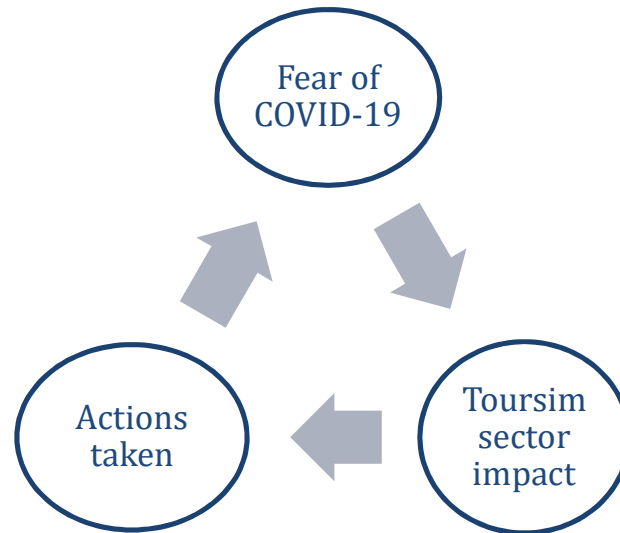 Fear of
COVID-19
Toursim
sector
impact
Actions
taken